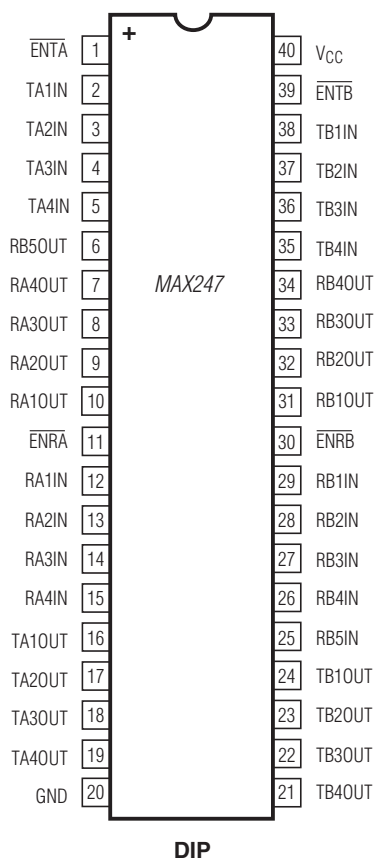 +
ENTA 1 40 VCC
TA1IN 2 39 ENTB
TA2IN 3 38 TB1IN
TA3IN 4 37 TB2IN
TA4IN 5 36 TB3IN
RB5OUT 6 35 TB4IN
RA4OUT 7 MAX247 34 RB4OUT
RA3OUT 8 33 RB3OUT
RA2OUT 9 32 RB2OUT
RA1OUT 10 31 RB1OUT
ENRA 11 30 ENRB
RA1IN 12 29 RB1IN
RA2IN 13 28 RB2IN
RA3IN 14 27 RB3IN
RA4IN 15 26 RB4IN
TA1OUT 16 25 RB5IN
TA2OUT 17 24 TB1OUT
TA3OUT 18 23 TB2OUT
TA4OUT 19 22 TB3OUT
GND 20 21 TB4OUT
DIP